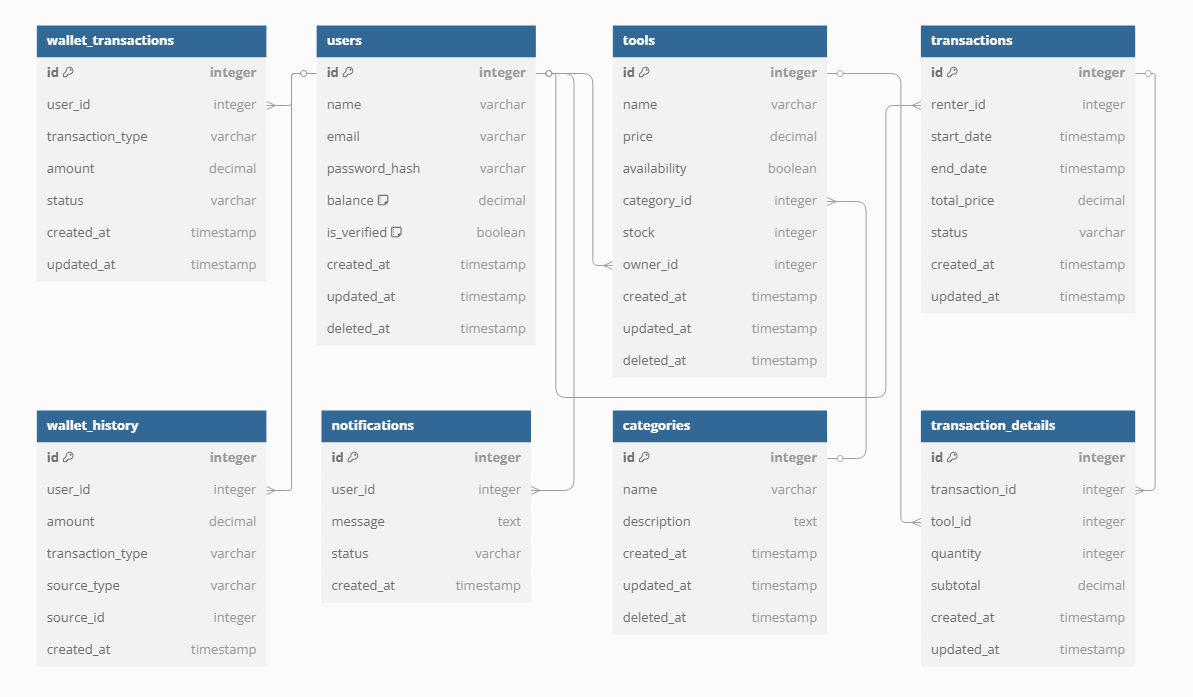 wallet_transactions
id integer
user_id integer
transaction_type varchar
amount decimal
status varchar
created_at timestamp
updated_at timestamp
users
id integer
name varchar
email varchar
password_hash varchar
balance decimal
is_verified boolean
created_at timestamp
updated_at timestamp
deleted_at timestamp
tools
id integer
name varchar
price decimal
availability boolean
category_id integer
stock integer
owner_id integer
created_at timestamp
updated_at timestamp
deleted_at timestamp
transactions
id integer
renter_id integer
start_date timestamp
end_date timestamp
total_price decimal
status varchar
created_at timestamp
updated_at timestamp
wallet_history
id integer
user_id integer
amount decimal
transaction_type varchar
source_type varchar
source_id integer
created_at timestamp
notifications
id integer
user_id integer
message text
status varchar
created_at timestamp
categories
id integer
name varchar
description text
created_at timestamp
updated_at timestamp
deleted_at timestamp
transaction_details
id integer
transaction_id integer
tool_id integer
quantity integer
subtotal decimal
created_at timestamp
updated_at timestamp